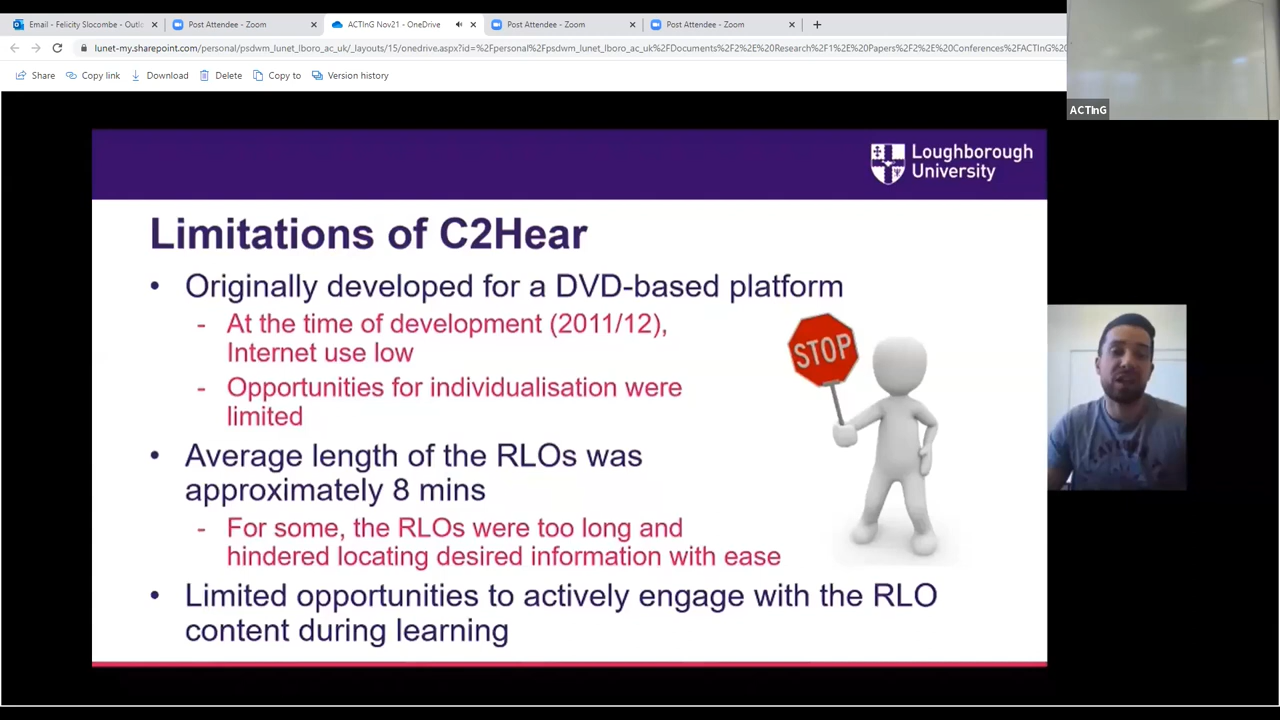 Email - Felicity Slocombe - Outlo
Post Attendee - Zoom
ACTInG Nov21 - OneDrive
Post Attendee - Zoom
Post Attendee - Zoom
lunet-my.sharepoint.com/personal/psdwm_lunet_lboro_ac_uk/_layouts/15/onedrive.aspx?id=%2Fpersonal%2Fpsdwm_lunet_lboro_ac_uk%2FDocuments%2F2%2E%20Research%2F1%2E%20Papers%2F2%2E%20Conferences%2FACTInG%20
Share
Copy link
Download
Delete
Copy to
Version history
ACTInG
Loughborough
University
Limitations of C2Hear
• Originally developed for a DVD-based platform
- At the time of development (2011/12),
Internet use low
- Opportunities for individualisation were
limited
STOP
• Average length of the RLOs was
approximately 8 mins
- For some, the RLOs were too long and
hindered locating desired information with ease
• Limited opportunities to actively engage with the RLO
content during learning